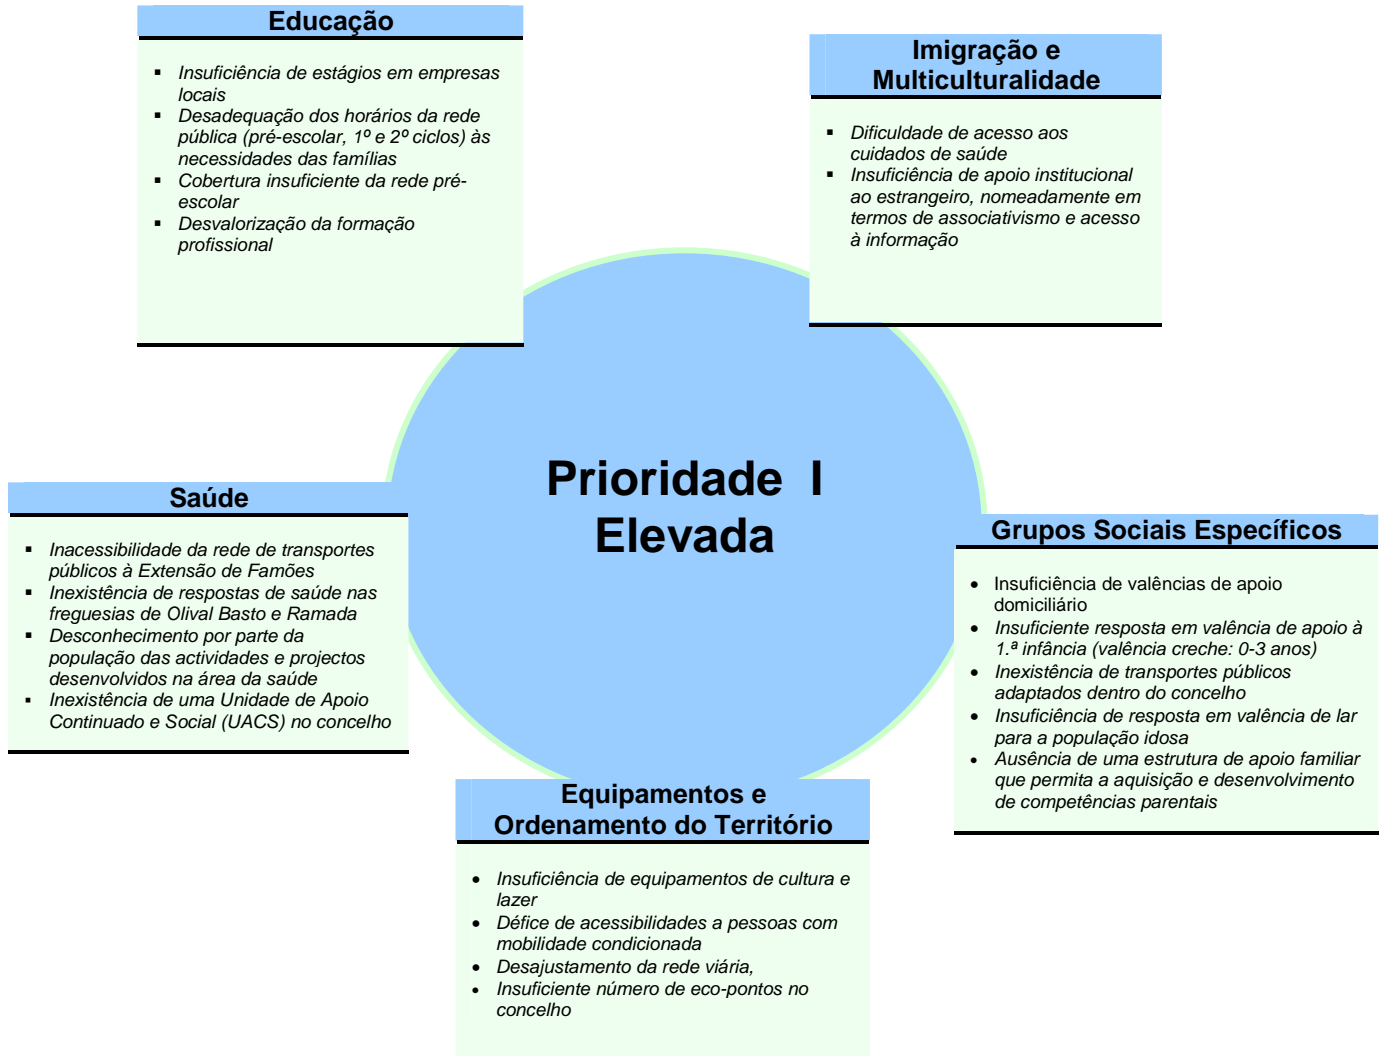 Educação
▪ Insuficiência de estágios em empresas
locais
▪ Desadequação dos horários da rede
pública (pré-escolar, 1º e 2º ciclos) às
necessidades das famílias
▪ Cobertura insuficiente da rede pré-
escolar
▪ Desvalorização da formação
profissional
Imigração e
Multiculturalidade
▪ Dificuldade de acesso aos
cuidados de saúde
▪ Insuficiência de apoio institucional
ao estrangeiro, nomeadamente em
termos de associativismo e acesso
à informação
Prioridade I
Elevada
Saúde
▪ Inacessibilidade da rede de transportes
públicos à Extensão de Famões
▪ Inexistência de respostas de saúde nas
freguesias de Olival Basto e Ramada
▪ Desconhecimento por parte da
população das actividades e projectos
desenvolvidos na área da saúde
▪ Inexistência de uma Unidade de Apoio
Continuado e Social (UACS) no concelho
Grupos Sociais Específicos
• Insuficiência de valências de apoio
domiciliário
• Insuficiente resposta em valência de apoio à
1.ª infância (valência creche: 0-3 anos)
• Inexistência de transportes públicos
adaptados dentro do concelho
• Insuficiência de resposta em valência de lar
para a população idosa
• Ausência de uma estrutura de apoio familiar
que permita a aquisição e desenvolvimento
de competências parentais
Equipamentos e
Ordenamento do Território
• Insuficiência de equipamentos de cultura e
lazer
• Défice de acessibilidades a pessoas com
mobilidade condicionada
• Desajustamento da rede viária,
• Insuficiente número de eco-pontos no
concelho